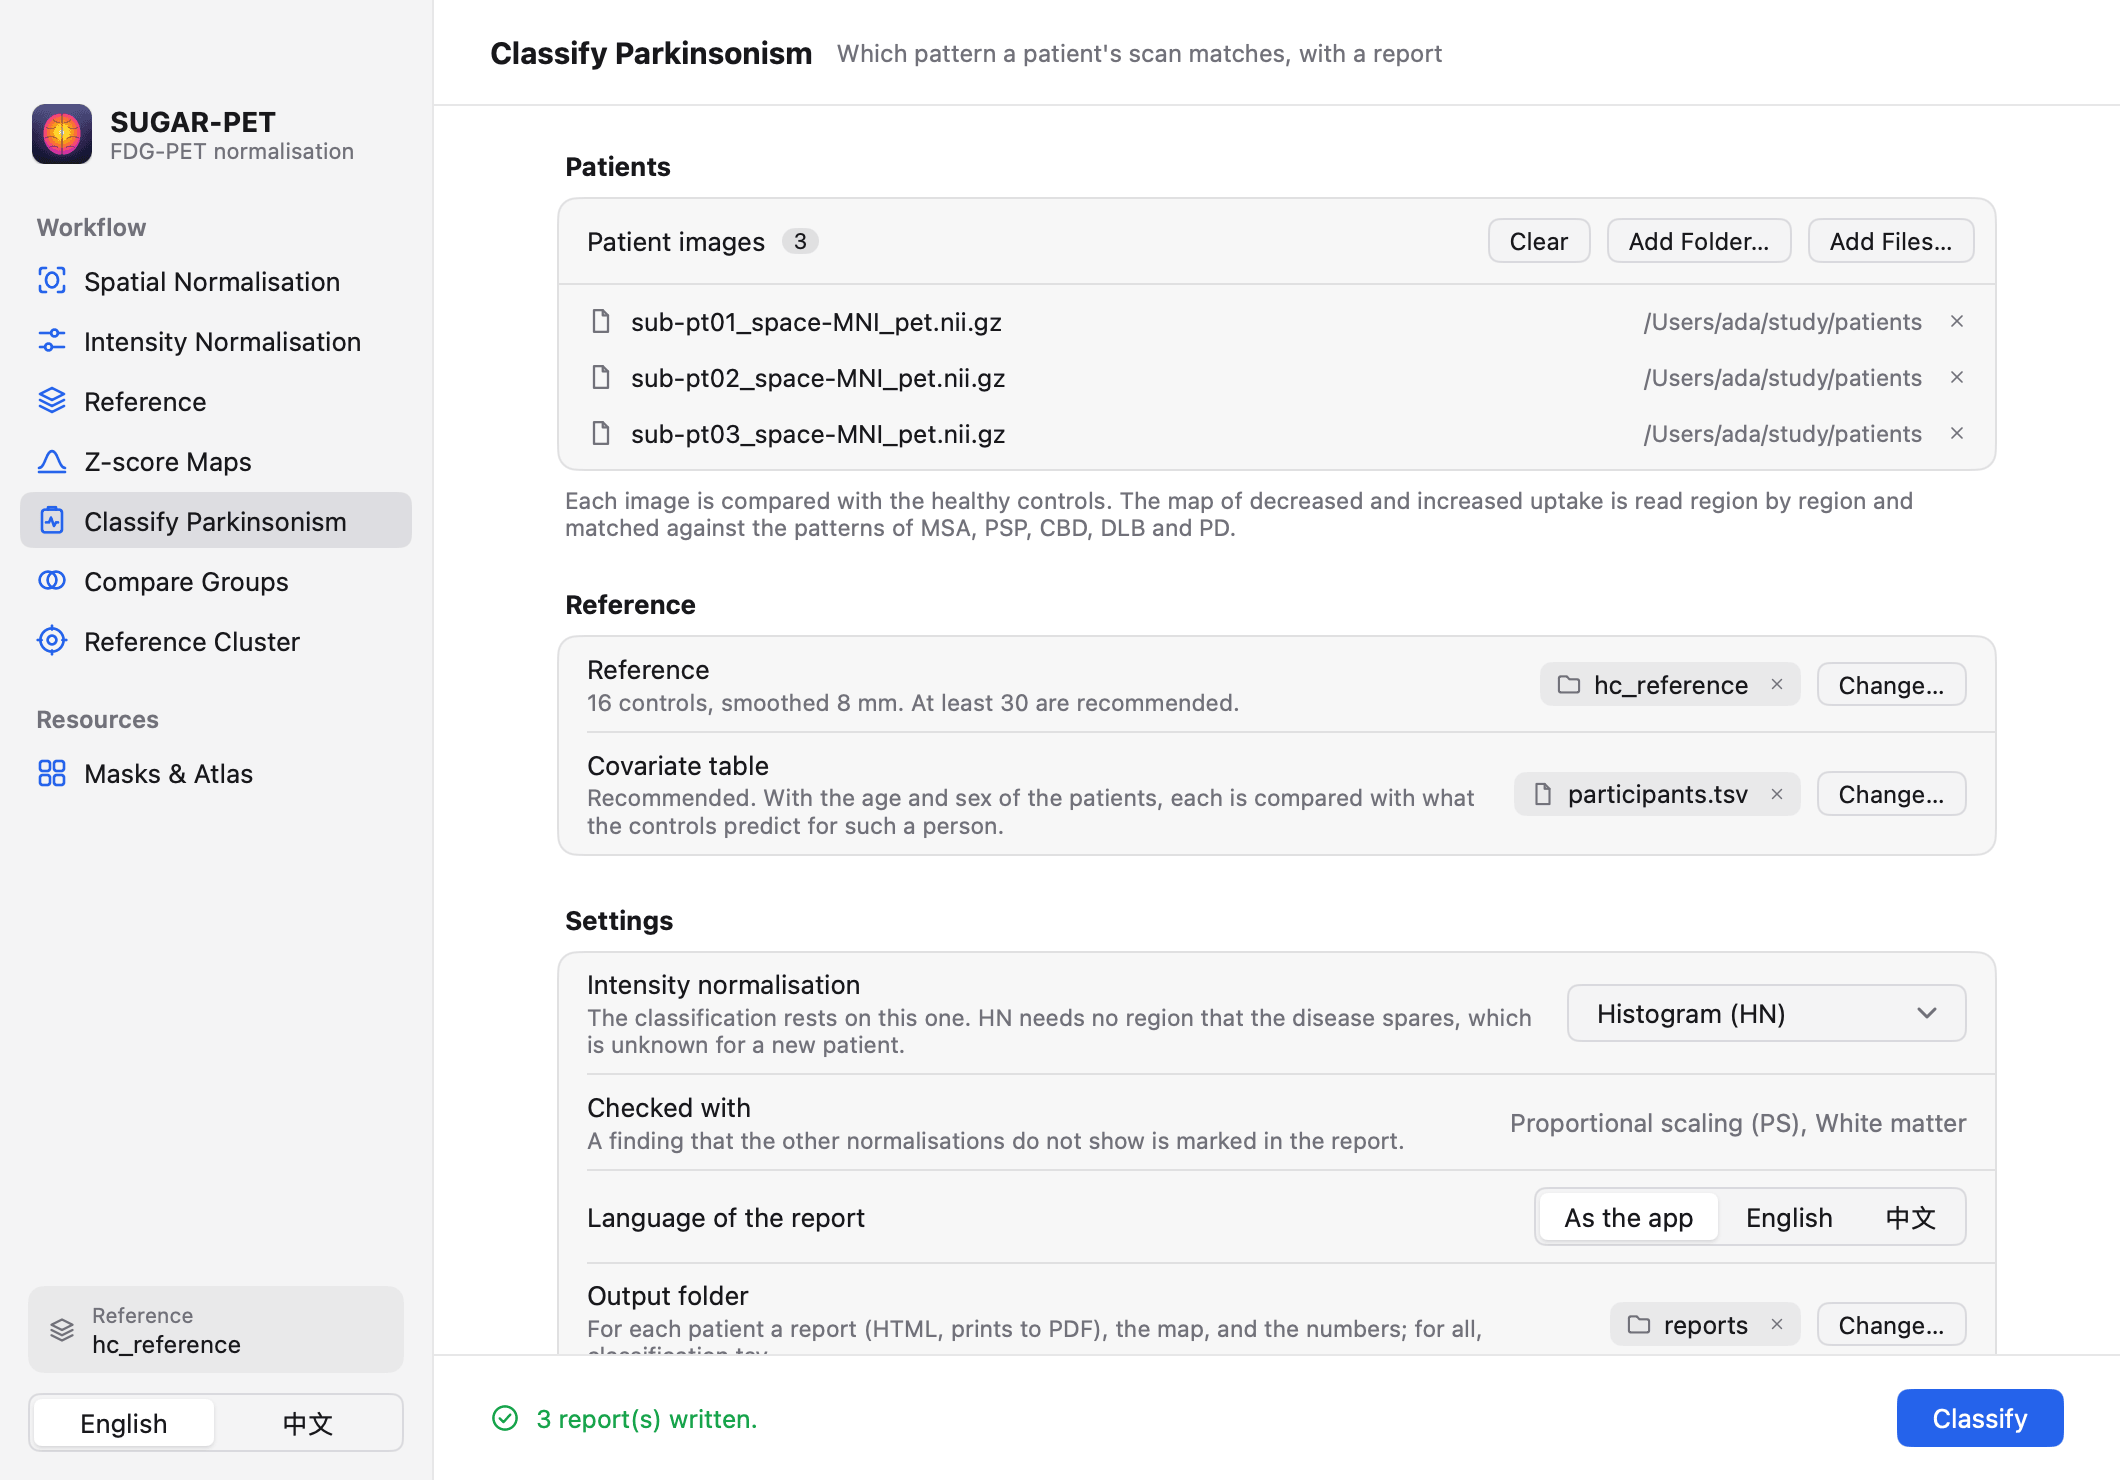 SUGAR-PET
FDG-PET normalisation
Workflow
Spatial Normalisation
Intensity Normalisation
Reference
Z-score Maps
Classify Parkinsonism
Compare Groups
Reference Cluster
Resources
Masks & Atlas
Reference
hc_reference
English 中文
Classify Parkinsonism Which pattern a patient's scan matches, with a report
Patients
Patient images 3 Clear Add Folder... Add Files...
sub-pt01_space-MNI_pet.nii.gz /Users/ada/study/patients ×
sub-pt02_space-MNI_pet.nii.gz /Users/ada/study/patients ×
sub-pt03_space-MNI_pet.nii.gz /Users/ada/study/patients ×
Each image is compared with the healthy controls. The map of decreased and increased uptake is read region by region and
matched against the patterns of MSA, PSP, CBD, DLB and PD.
Reference
Reference
16 controls, smoothed 8 mm. At least 30 are recommended.
hc_reference × Change...
Covariate table
Recommended. With the age and sex of the patients, each is compared with what
the controls predict for such a person.
participants.tsv × Change...
Settings
Intensity normalisation
The classification rests on this one. HN needs no region that the disease spares, which
is unknown for a new patient.
Histogram (HN)
Checked with
A finding that the other normalisations do not show is marked in the report.
Proportional scaling (PS), White matter
Language of the report As the app English 中文
Output folder
For each patient a report (HTML, prints to PDF), the map, and the numbers; for all,
classification.tsv
reports × Change...
3 report(s) written.
Classify